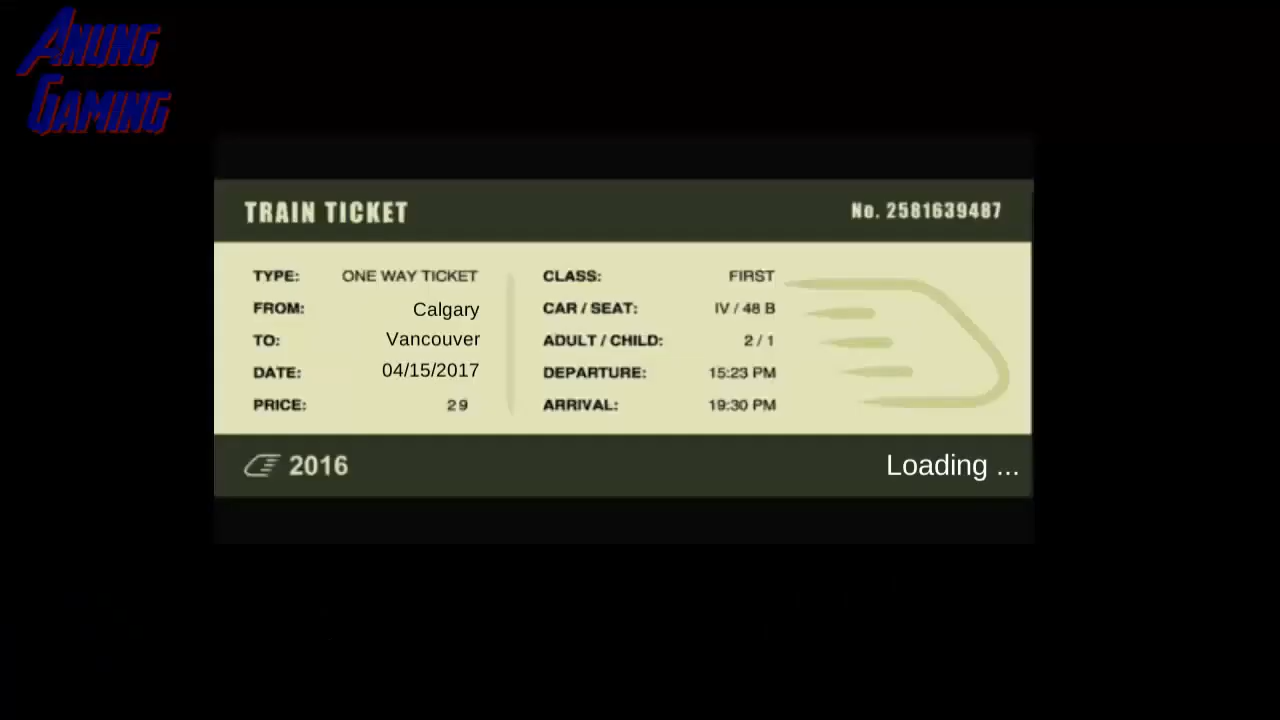 ANUNG
GAMING
TRAIN TICKET
No. 2581639487
TYPE: ONE WAY TICKET
FROM: Calgary
TO: Vancouver
DATE: 04/15/2017
PRICE: 29
CLASS: FIRST
CAR / SEAT: IV / 48 B
ADULT / CHILD: 2 / 1
DEPARTURE: 15:23 PM
ARRIVAL: 19:30 PM
2016
Loading ...